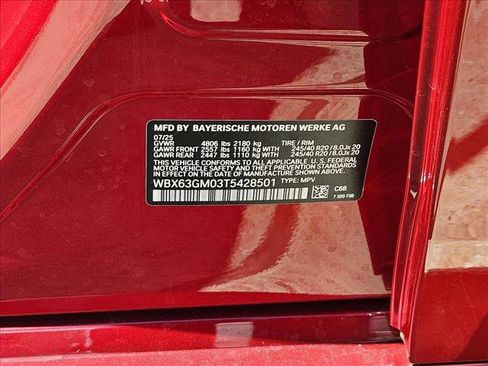 MFD BY BAYERISCHE MOTOREN WERKE AG
07/25
GVWR 4806 lbs 2180 kg TIRE / RIM
GAWR FRONT 2557 lbs 1160 kg 245/40 R20 / 8.0Jx 20
GAWR REAR 2447 lbs 1110 kg 245/40 R20 / 8.0Jx 20
THIS VEHICLE CONFORMS TO ALL APPLICABLE U.S. FEDERAL
MOTOR VEHICLE SAFETY AND THEFT PREVENTION STANDARDS
IN EFFECT ON THE DATE OF MANUFACTURE SHOWN ABOVE
WBX63GM03T5428501 TYPE: MPV C68